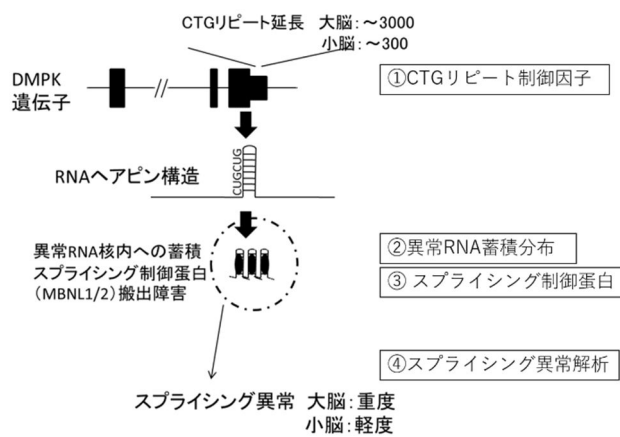 CTGリピート延長 大脳：～3000
小脳：～300
DMPK
遺伝子
①CTGリピート制御因子
CUGCUG
RNAヘアピン構造
異常RNA核内への蓄積
スプライシング制御蛋白
（MBNL1/2）搬出障害
②異常RNA蓄積分布
③ スプライシング制御蛋白
④スプライシング異常解析
スプライシング異常 大脳：重度
小脳：軽度